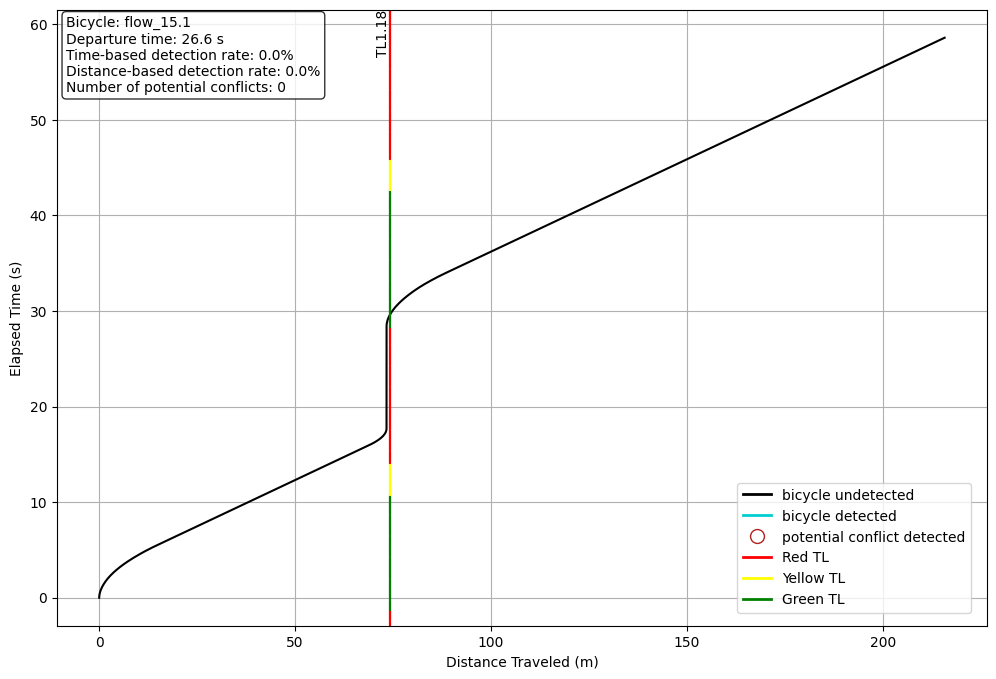 Bicycle: flow_15.1
Departure time: 26.6 s
Time-based detection rate: 0.0%
Distance-based detection rate: 0.0%
Number of potential conflicts: 0
TL1.18
60
50
40
30
20
10
0
Elapsed Time (s)
bicycle undetected
bicycle detected
potential conflict detected
Red TL
Yellow TL
Green TL
0
50
100
150
200
Distance Traveled (m)